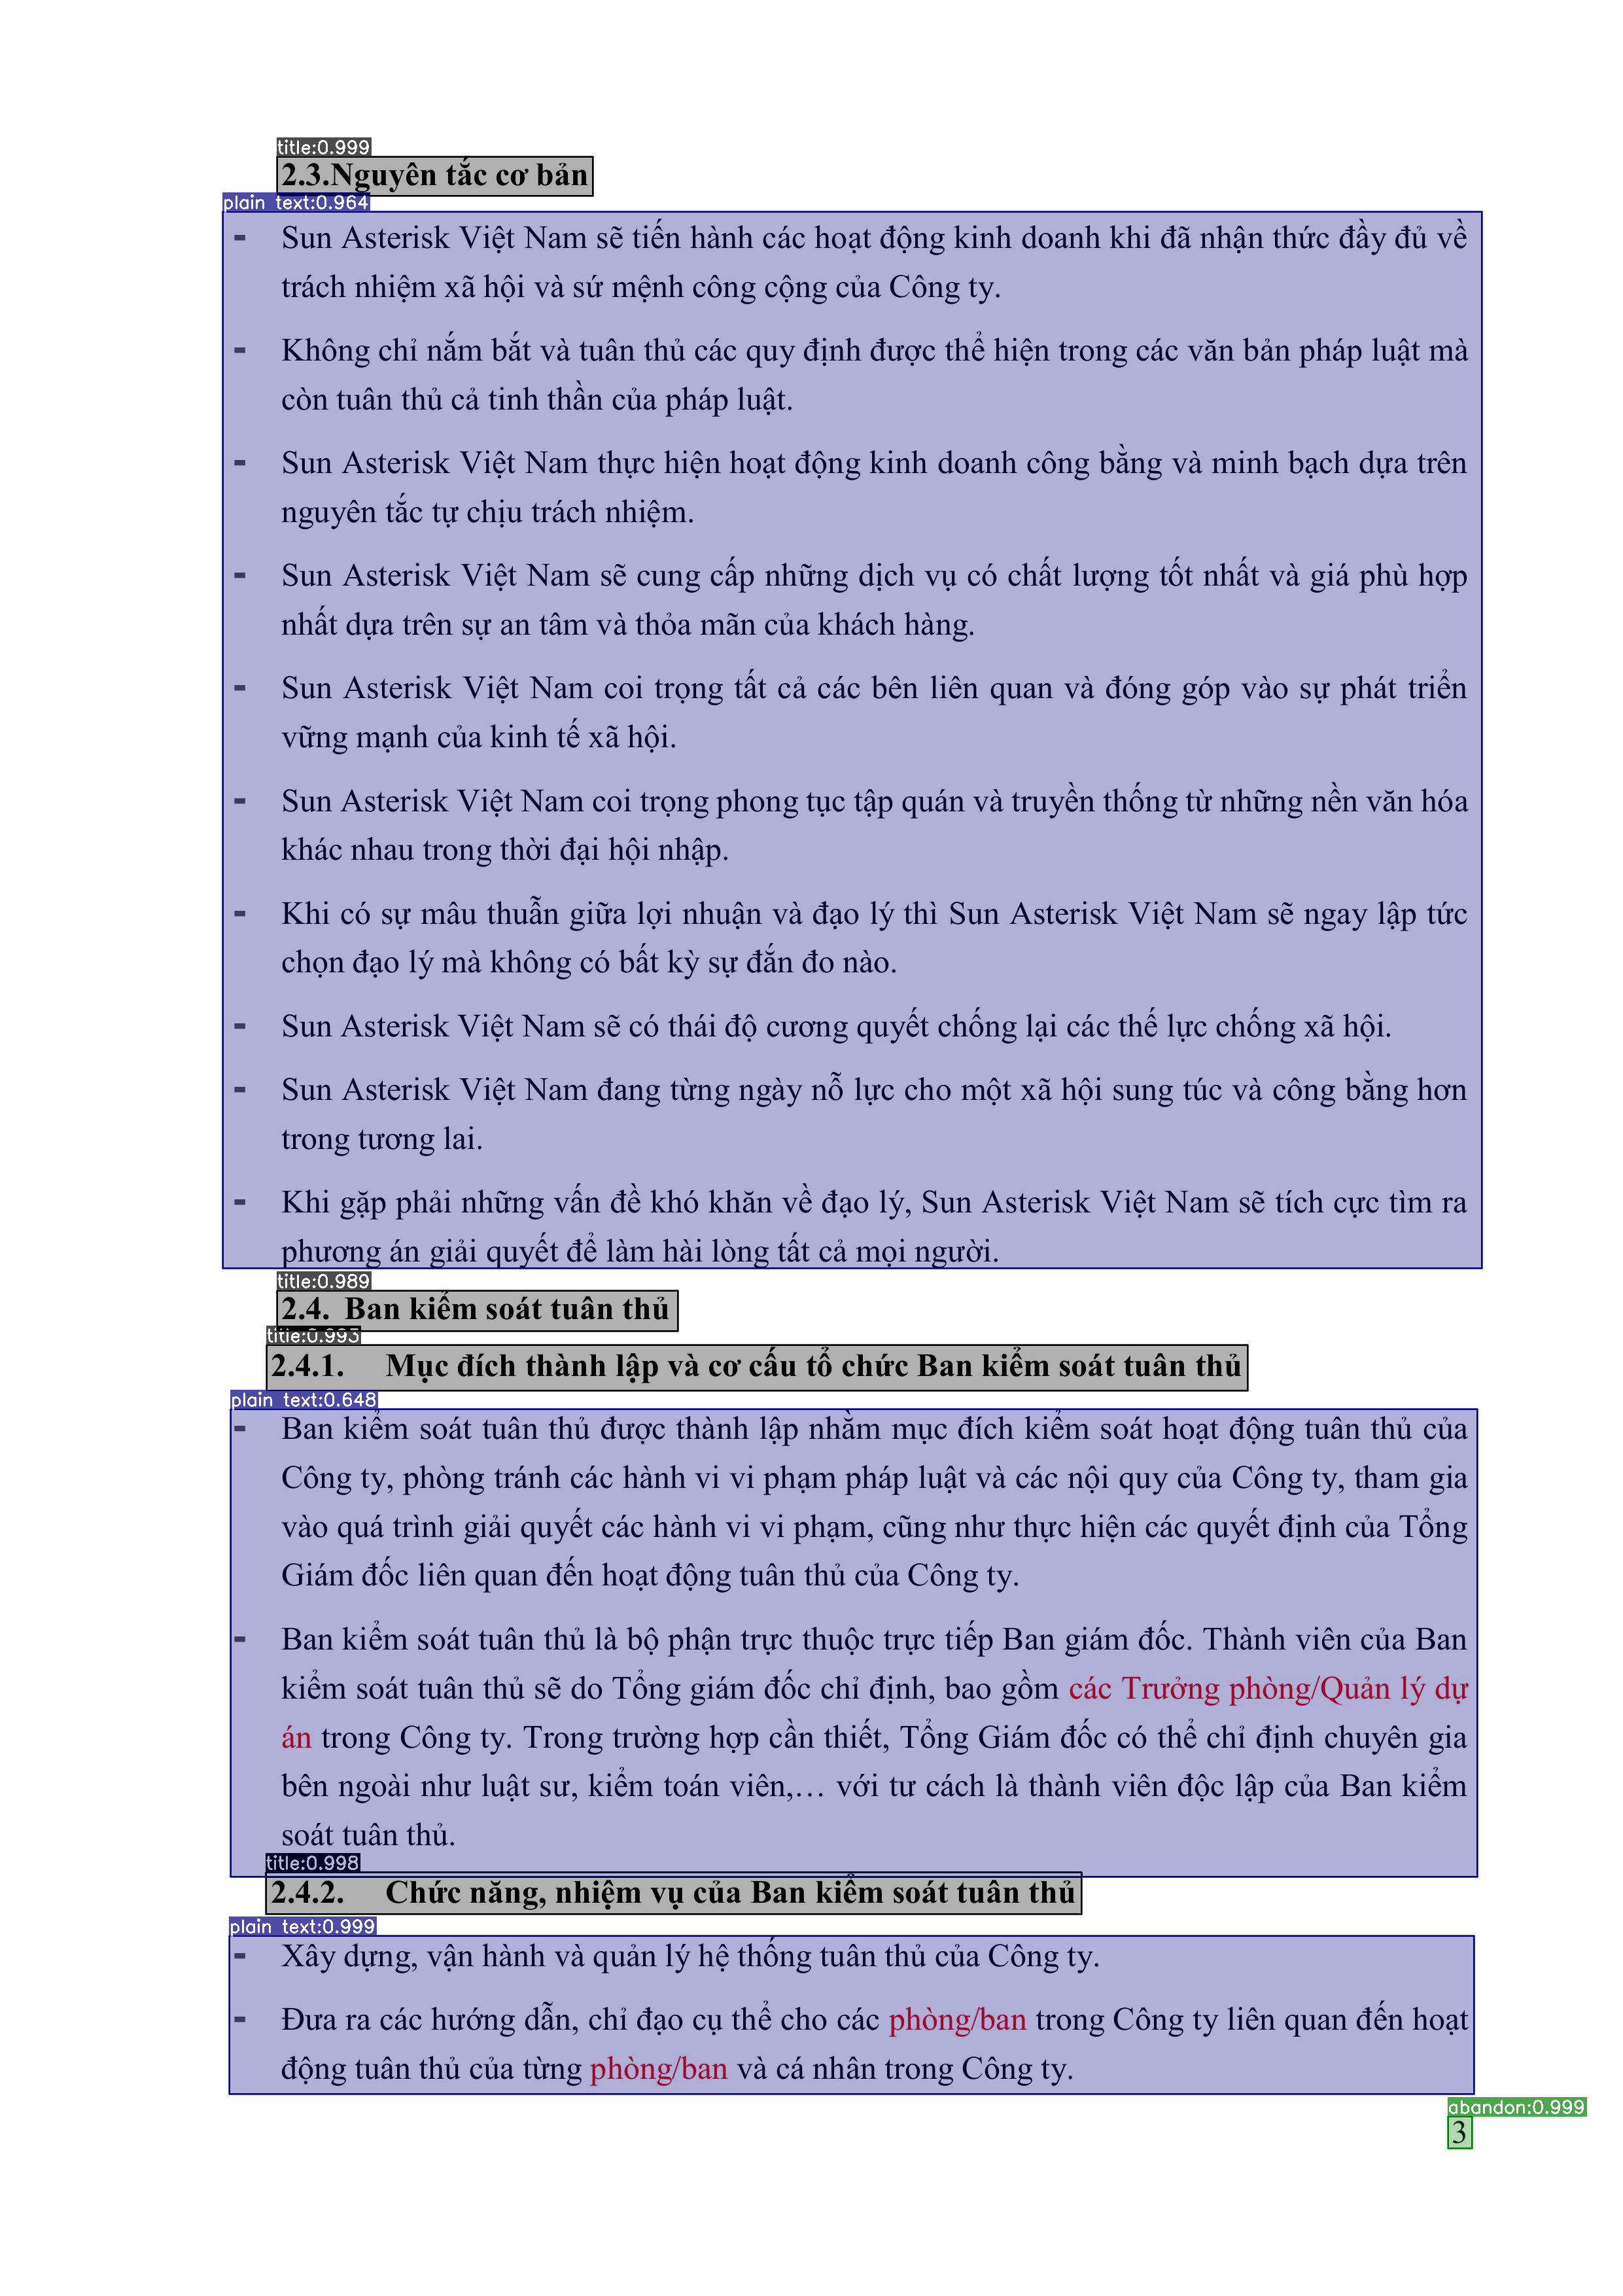 title:0.999
2.3.Nguyên tắc cơ bản
plain text:0.964
- Sun Asterisk Việt Nam sẽ tiến hành các hoạt động kinh doanh khi đã nhận thức đầy đủ về
trách nhiệm xã hội và sứ mệnh công cộng của Công ty.
- Không chỉ nắm bắt và tuân thủ các quy định được thể hiện trong các văn bản pháp luật mà
còn tuân thủ cả tinh thần của pháp luật.
- Sun Asterisk Việt Nam thực hiện hoạt động kinh doanh công bằng và minh bạch dựa trên
nguyên tắc tự chịu trách nhiệm.
- Sun Asterisk Việt Nam sẽ cung cấp những dịch vụ có chất lượng tốt nhất và giá phù hợp
nhất dựa trên sự an tâm và thỏa mãn của khách hàng.
- Sun Asterisk Việt Nam coi trọng tất cả các bên liên quan và đóng góp vào sự phát triển
vững mạnh của kinh tế xã hội.
- Sun Asterisk Việt Nam coi trọng phong tục tập quán và truyền thống từ những nền văn hóa
khác nhau trong thời đại hội nhập.
- Khi có sự mâu thuẫn giữa lợi nhuận và đạo lý thì Sun Asterisk Việt Nam sẽ ngay lập tức
chọn đạo lý mà không có bất kỳ sự đắn đo nào.
- Sun Asterisk Việt Nam sẽ có thái độ cương quyết chống lại các thế lực chống xã hội.
- Sun Asterisk Việt Nam đang từng ngày nỗ lực cho một xã hội sung túc và công bằng hơn
trong tương lai.
- Khi gặp phải những vấn đề khó khăn về đạo lý, Sun Asterisk Việt Nam sẽ tích cực tìm ra
phương án giải quyết để làm hài lòng tất cả mọi người.
title:0.989
2.4. Ban kiểm soát tuân thủ
title:0.993
2.4.1. Mục đích thành lập và cơ cấu tổ chức Ban kiểm soát tuân thủ
plain text:0.648
- Ban kiểm soát tuân thủ được thành lập nhằm mục đích kiểm soát hoạt động tuân thủ của
Công ty, phòng tránh các hành vi vi phạm pháp luật và các nội quy của Công ty, tham gia
vào quá trình giải quyết các hành vi vi phạm, cũng như thực hiện các quyết định của Tổng
Giám đốc liên quan đến hoạt động tuân thủ của Công ty.
- Ban kiểm soát tuân thủ là bộ phận trực thuộc trực tiếp Ban giám đốc. Thành viên của Ban
kiểm soát tuân thủ sẽ do Tổng giám đốc chỉ định, bao gồm các Trưởng phòng/Quản lý dự
án trong Công ty. Trong trường hợp cần thiết, Tổng Giám đốc có thể chỉ định chuyên gia
bên ngoài như luật sư, kiểm toán viên,… với tư cách là thành viên độc lập của Ban kiểm
soát tuân thủ.
title:0.998
2.4.2. Chức năng, nhiệm vụ của Ban kiểm soát tuân thủ
plain text:0.999
- Xây dựng, vận hành và quản lý hệ thống tuân thủ của Công ty.
- Đưa ra các hướng dẫn, chỉ đạo cụ thể cho các phòng/ban trong Công ty liên quan đến hoạt
động tuân thủ của từng phòng/ban và cá nhân trong Công ty.
abandon:0.999
3